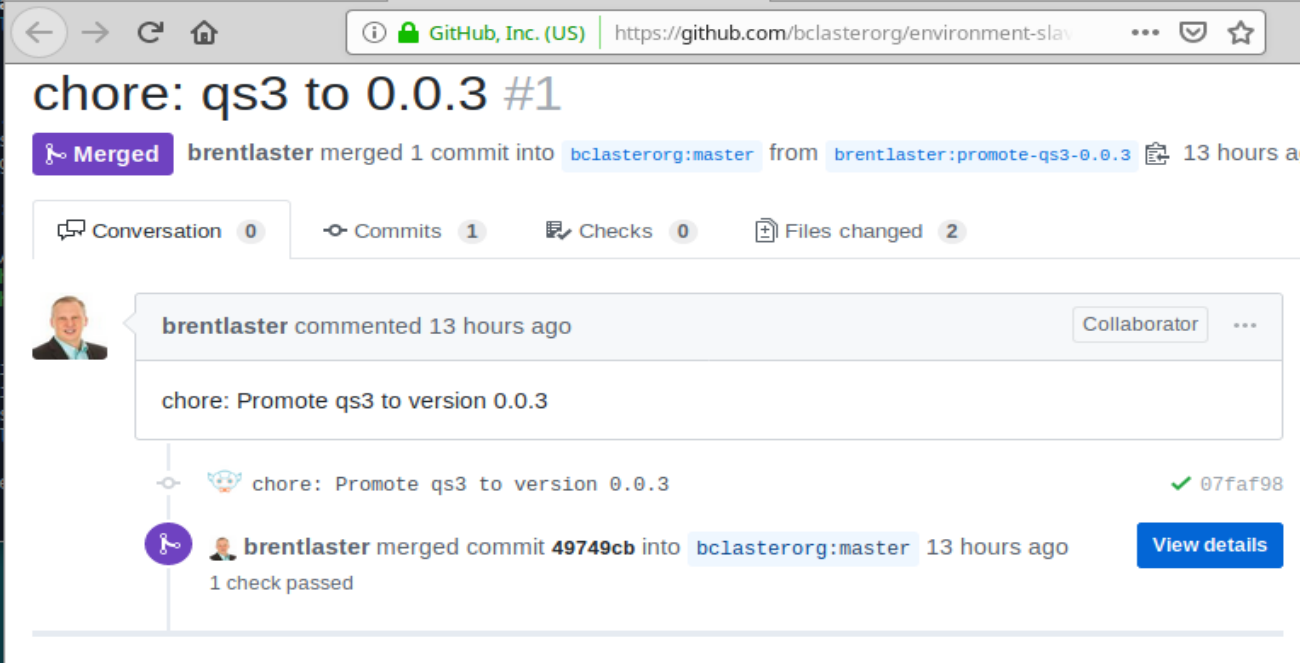 GitHub, Inc. (US) https://github.com/bclasterorg/environment-slav
chore: qs3 to 0.0.3 #1
Merged brentlaster merged 1 commit into bclasterorg:master from brentlaster:promote-qs3-0.0.3 13 hours a
Conversation 0 Commits 1 Checks 0 Files changed 2
brentlaster commented 13 hours ago Collaborator
chore: Promote qs3 to version 0.0.3
chore: Promote qs3 to version 0.0.3 07faf98
brentlaster merged commit 49749cb into bclasterorg:master 13 hours ago View details
1 check passed